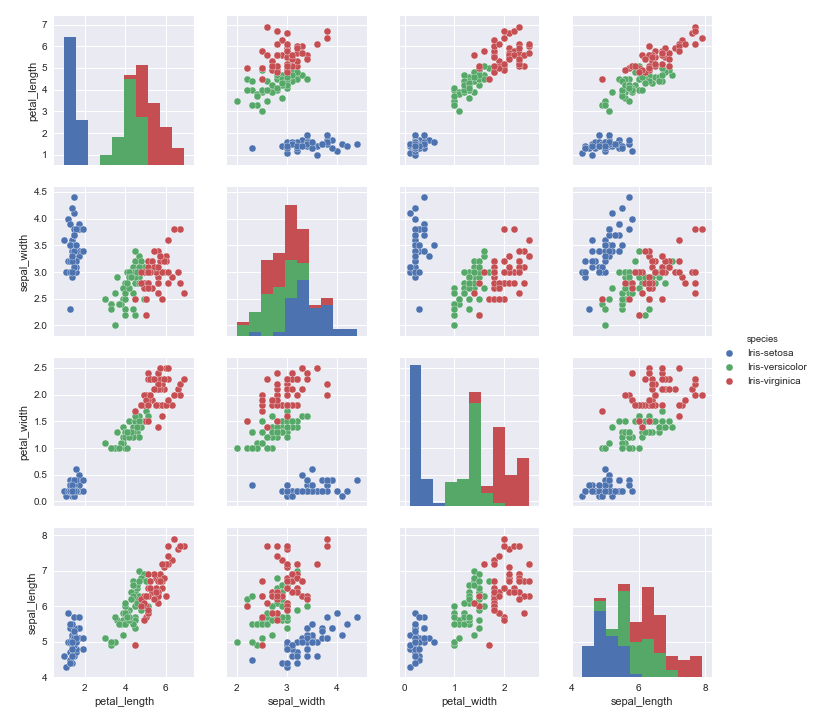 7
6
5
4
3
2
1
petal_length
4.5
4.0
3.5
3.0
2.5
2.0
sepal_width
species
Iris-setosa
Iris-versicolor
Iris-virginica
2.5
2.0
1.5
1.0
0.5
0.0
petal_width
8
7
6
5
4
sepal_length
2 4 6
petal_length
2 3 4
sepal_width
0 1 2
petal_width
4 6 8
sepal_length